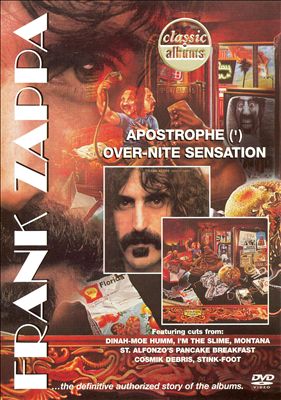 FRANK ZAPPA
classic
albums
APOSTROPHE (')
OVER-NITE SENSATION
Florida
Featuring cuts from:
DINAH-MOE HUMM, I'M THE SLIME, MONTANA
ST. ALFONZO'S PANCAKE BREAKFAST
COSMIK DEBRIS, STINK-FOOT
DVD
VIDEO
...the definitive authorized story of the albums.